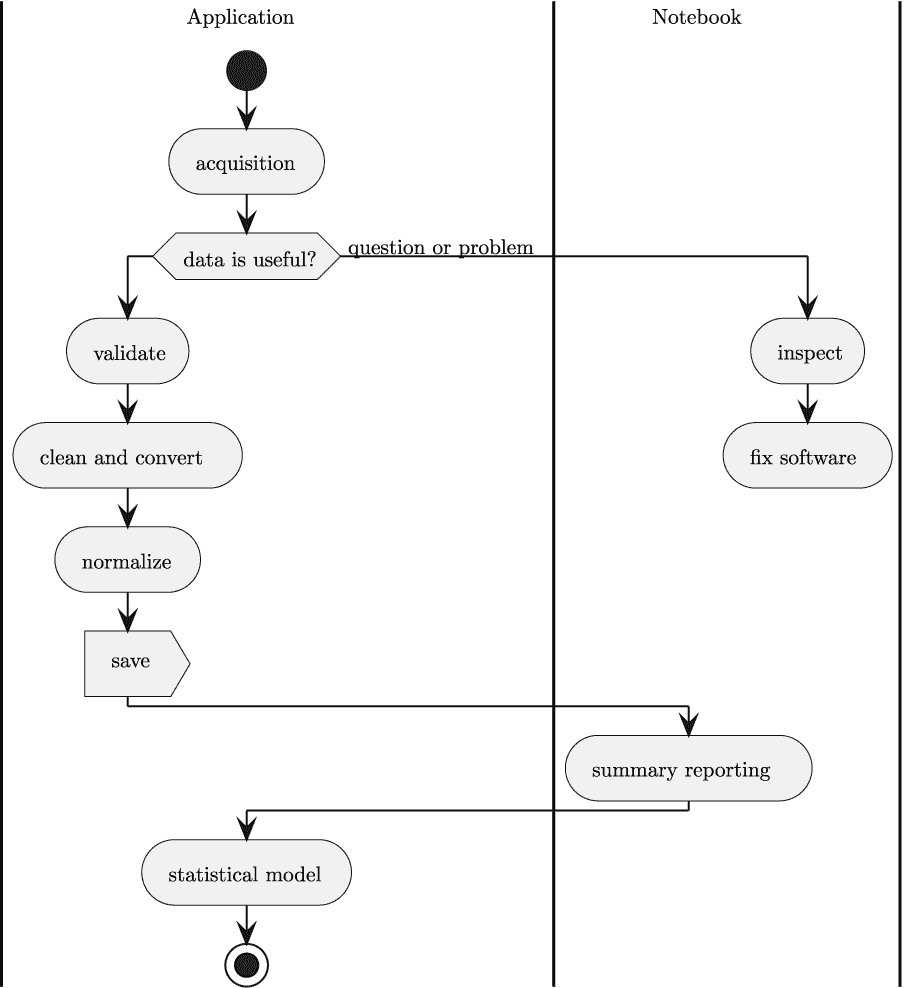 Application
Notebook
acquisition
data is useful?
question or problem
validate
inspect
clean and convert
fix software
normalize
save
summary reporting
statistical model